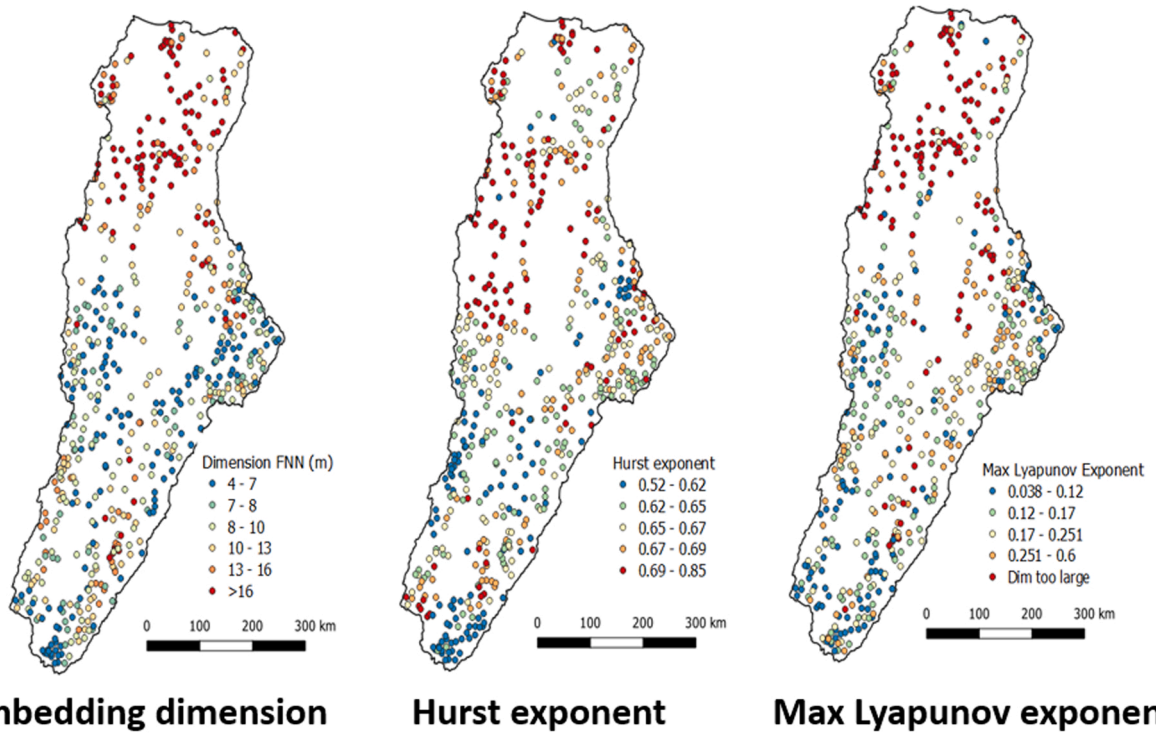 Dimension FNN (m)
4 - 7
7 - 8
8 - 10
10 - 13
13 - 16
>16
0 100 200 300 km
Hurst exponent
0.52 - 0.62
0.62 - 0.65
0.65 - 0.67
0.67 - 0.69
0.69 - 0.85
0 100 200 300 km
Max Lyapunov Exponent
0.038 - 0.12
0.12 - 0.17
0.17 - 0.251
0.251 - 0.6
Dim too large
0 100 200 300 km
mbedding dimension
Hurst exponent
Max Lyapunov exponen